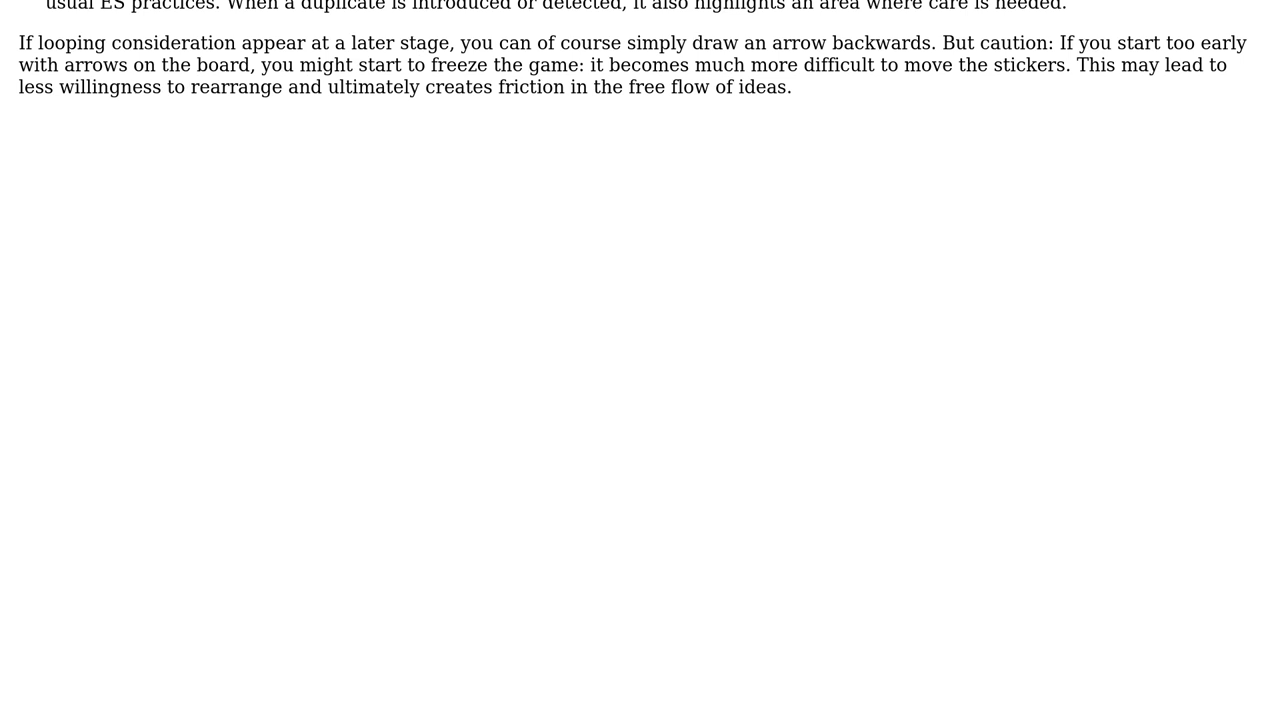 usual ES practices. When a duplicate is introduced or detected, it also highlights an area where care is needed.
If looping consideration appear at a later stage, you can of course simply draw an arrow backwards. But caution: If you start too early
with arrows on the board, you might start to freeze the game: it becomes much more difficult to move the stickers. This may lead to
less willingness to rearrange and ultimately creates friction in the free flow of ideas.